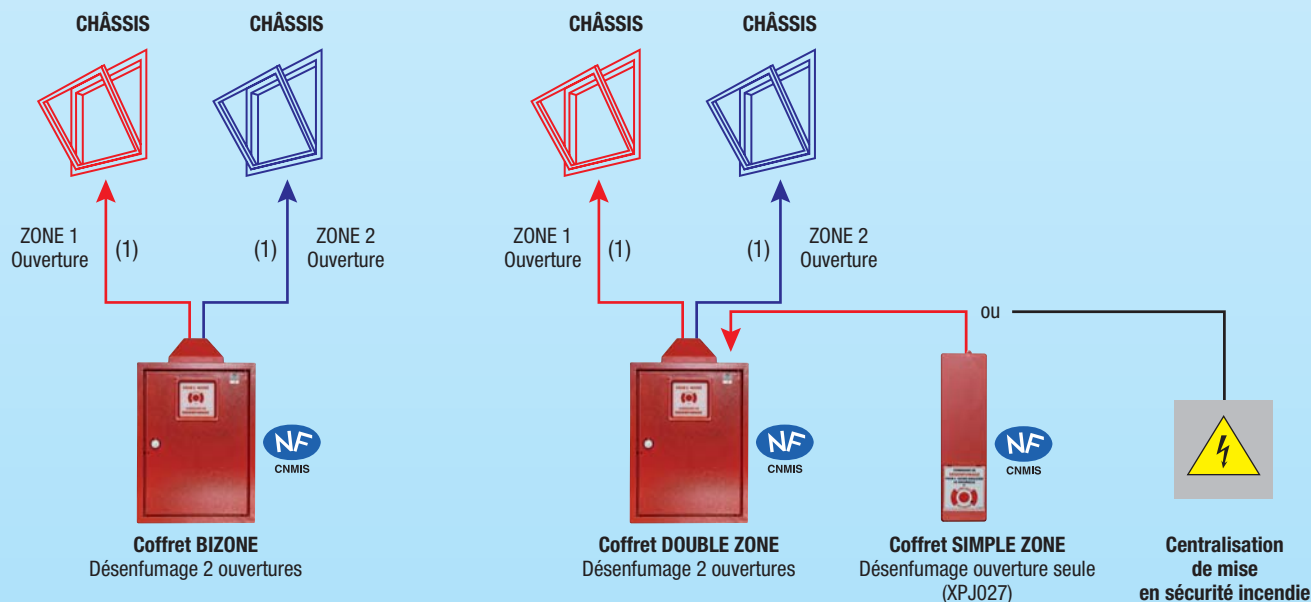 CHÂSSIS
CHÂSSIS
ZONE 1
Ouverture
(1)
(1)
ZONE 2
Ouverture
NF
CNMIS
Coffret BIZONE
Désenfumage 2 ouvertures
CHÂSSIS
CHÂSSIS
ZONE 1
Ouverture
(1)
(1)
ZONE 2
Ouverture
ou
NF
CNMIS
NF
CNMIS
Coffret DOUBLE ZONE
Désenfumage 2 ouvertures
Coffret SIMPLE ZONE
Désenfumage ouverture seule
(XPJ027)
Centralisation
de mise
en sécurité incendie